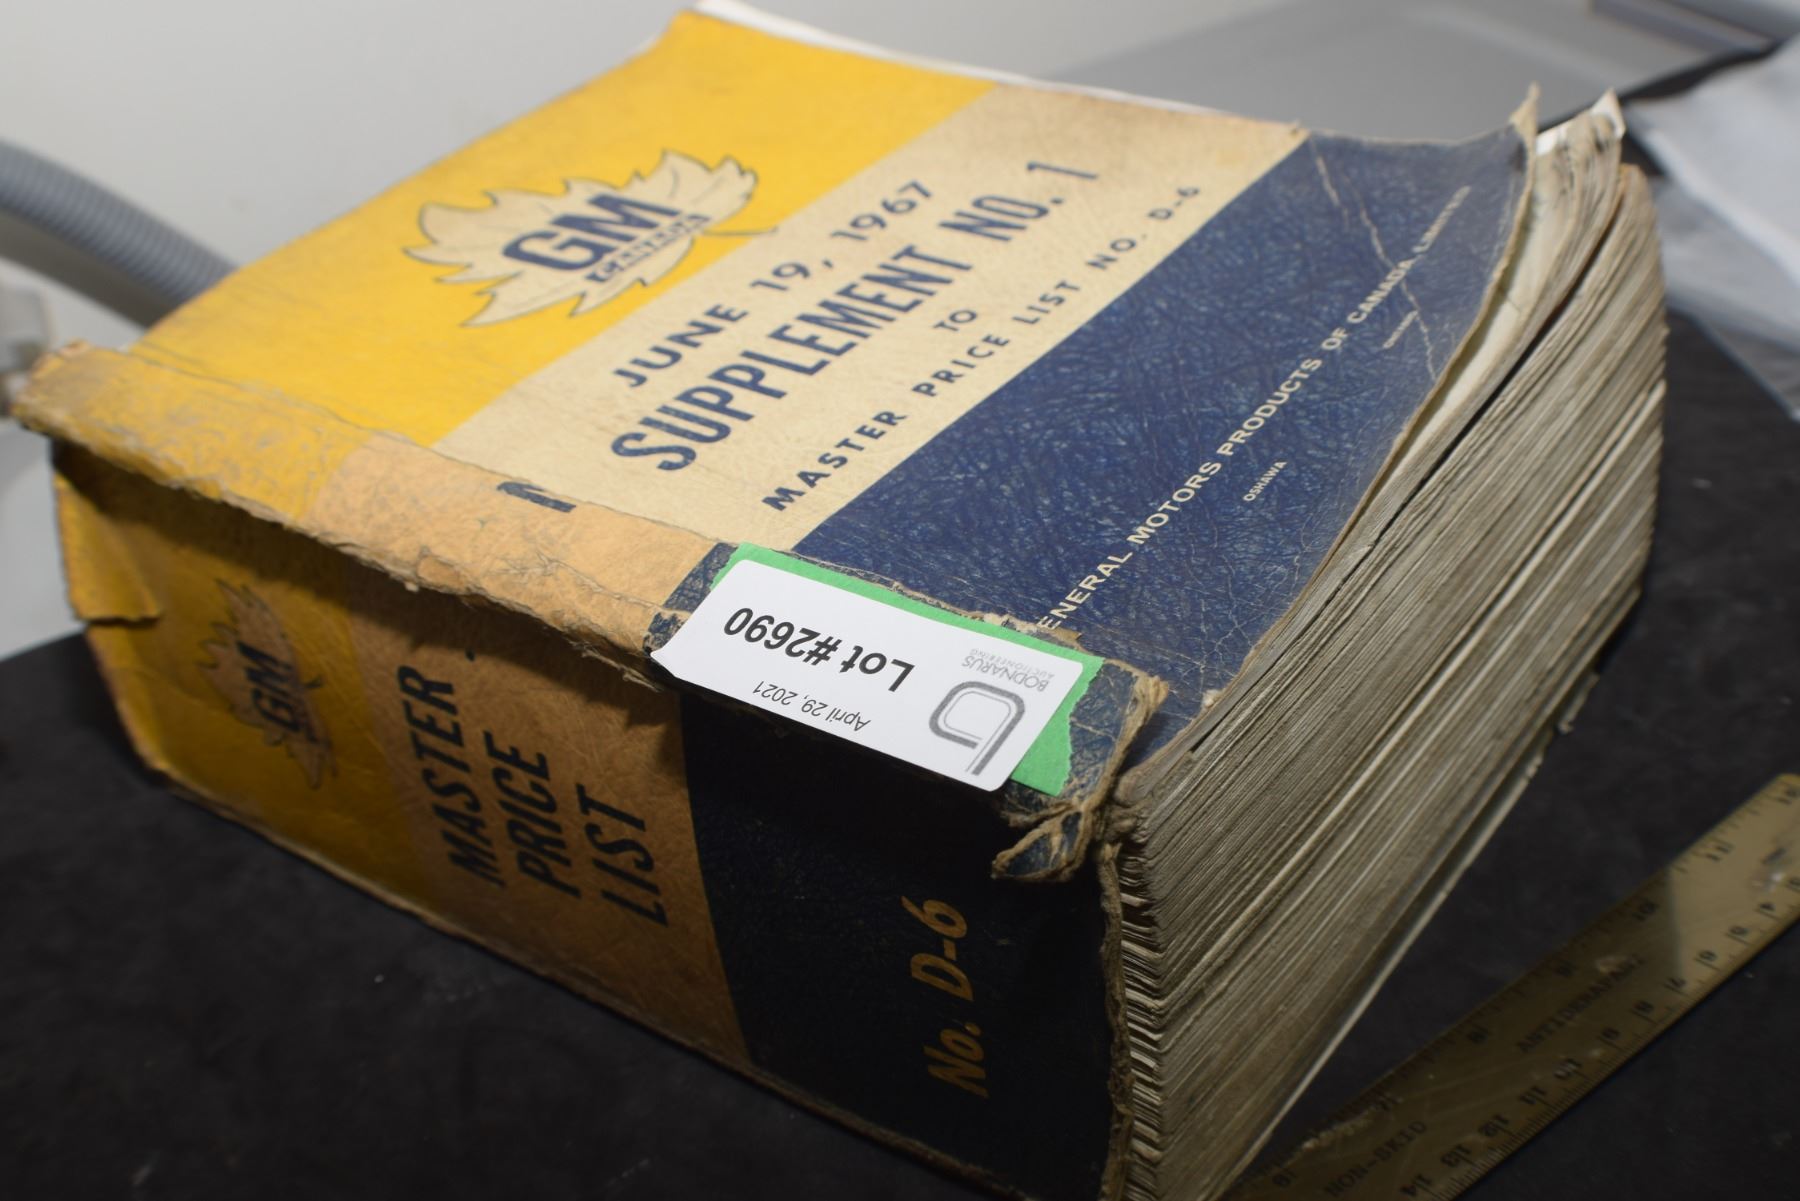 GM
CANADA
JUNE 19, 1967
SUPPLEMENT NO. 1
TO
MASTER PRICE LIST NO. D-6
ENERAL MOTORS PRODUCTS OF CANADA LIMITED
OSHAWA
GM
MASTER
PRICE
LIST
No. D-6
BODNARUS
AUCTIONEERING
Lot #2690
April 29, 2021